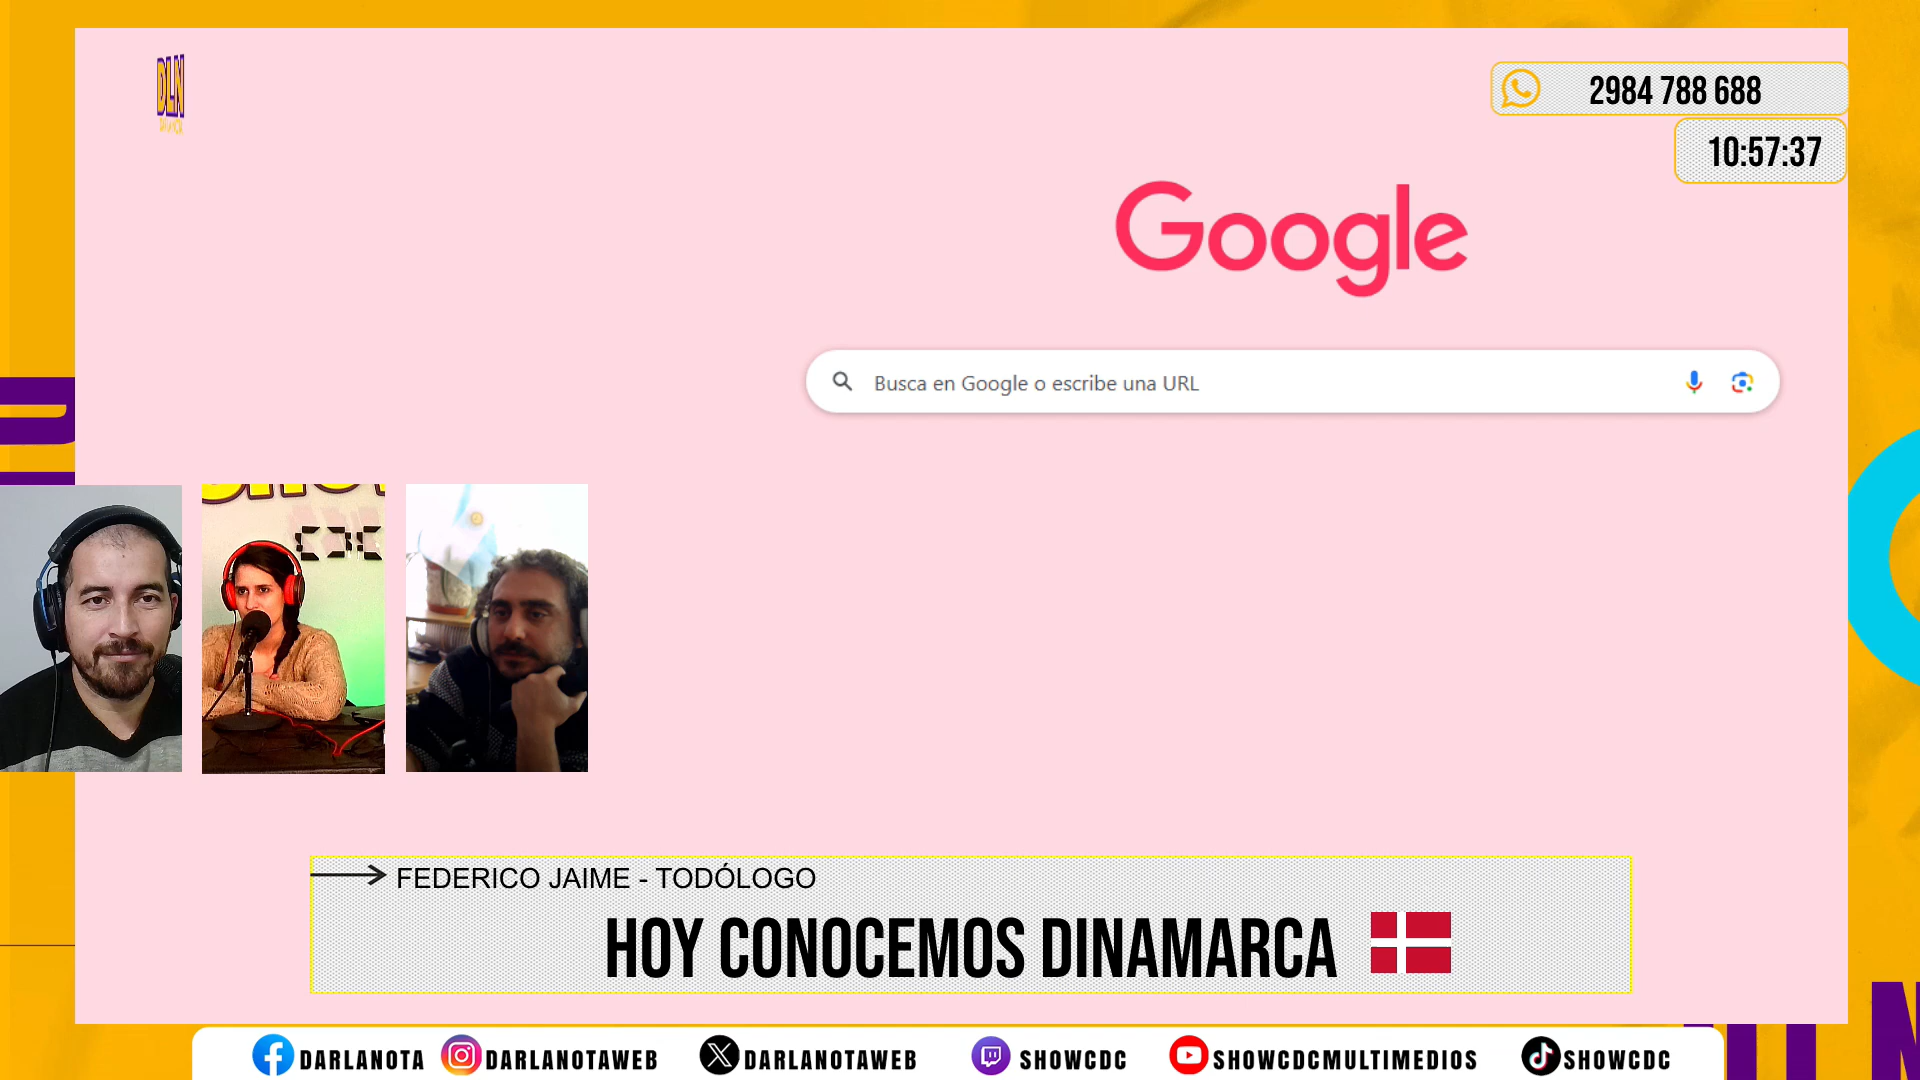 DLN
2984 788 688
10:57:37
Google
Busca en Google o escribe una URL
FEDERICO JAIME - TODÓLOGO
HOY CONOCEMOS DINAMARCA
DARLANOTA
DARLANOTAWEB
DARLANOTAWEB
SHOWCDC
SHOWCDCMULTIMEDIOS
SHOWCDC